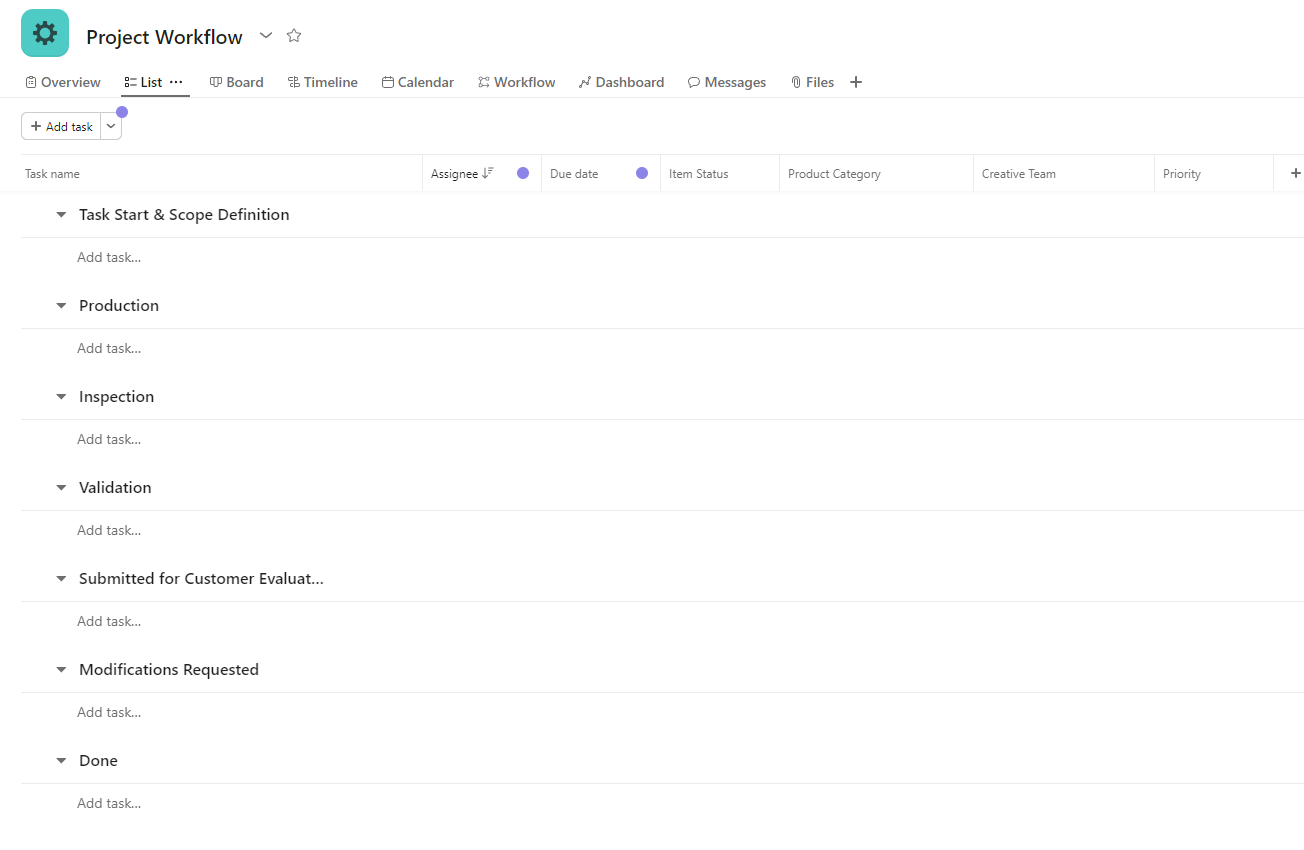 Project Workflow
Overview List ... Board Timeline Calendar Workflow Dashboard Messages Files +
+ Add task
Task name Assignee Due date Item Status Product Category Creative Team Priority +
Task Start & Scope Definition
Add task...
Production
Add task...
Inspection
Add task...
Validation
Add task...
Submitted for Customer Evaluat...
Add task...
Modifications Requested
Add task...
Done
Add task...